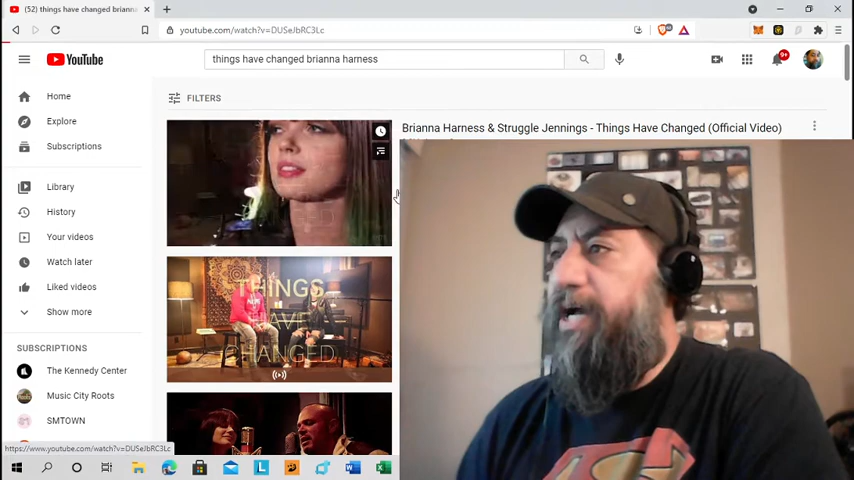 (52) things have changed brianna
youtube.com/watch?v=DUSeJbRC3Lc
9+
YouTube
things have changed brianna harness
Home
Explore
Subscriptions
Library
History
Your videos
Watch later
Liked videos
Show more
SUBSCRIPTIONS
The Kennedy Center
Music City Roots
SMTOWN
FILTERS
Brianna Harness & Struggle Jennings - Things Have Changed (Official Video)
THINGS
HAVE
CHANGED
https://www.youtube.com/watch?v=DUSeJbRC3Lc